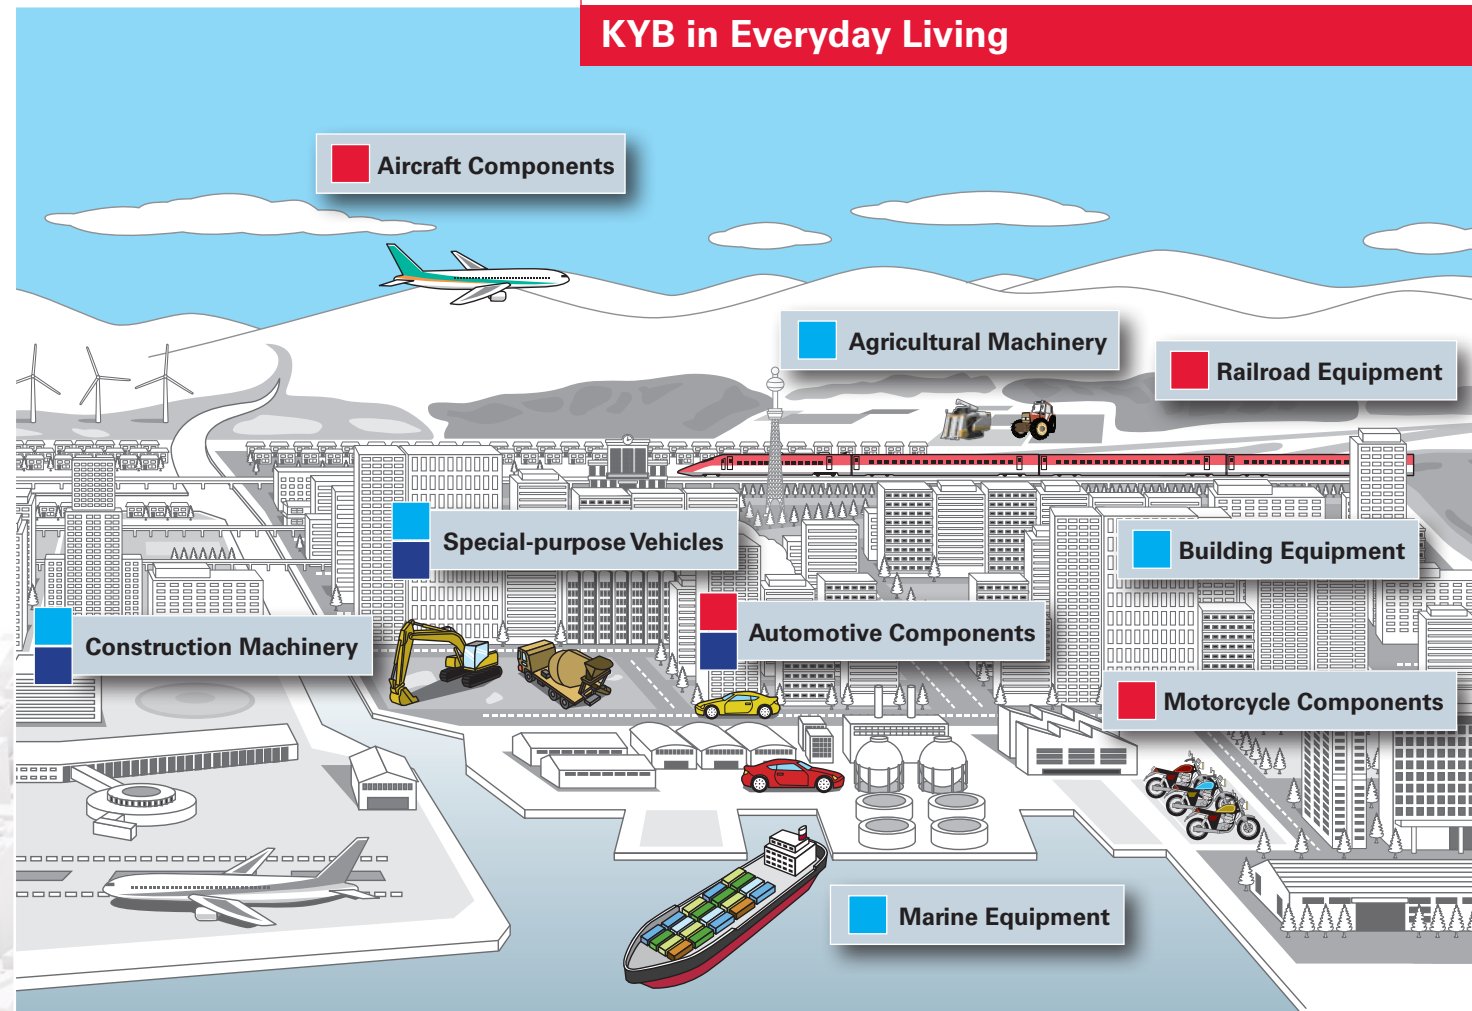 KYB in Everyday Living
Aircraft Components
Agricultural Machinery
Railroad Equipment
Special-purpose Vehicles
Building Equipment
Automotive Components
Construction Machinery
Motorcycle Components
Marine Equipment